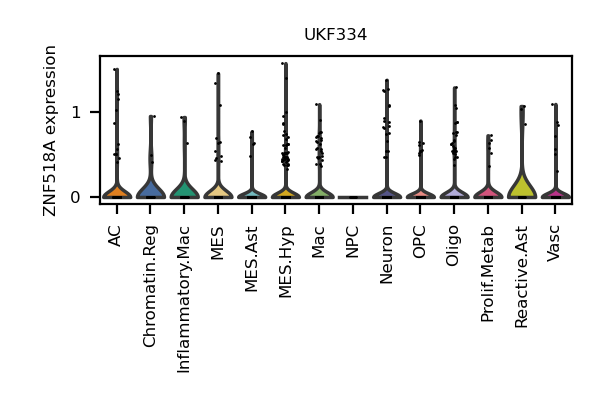 UKF334
ZNF518A expression
1
0
AC
Chromatin.Reg
Inflammatory.Mac
MES
MES.Ast
MES.Hyp
Mac
NPC
Neuron
OPC
Oligo
Prolif.Metab
Reactive.Ast
Vasc